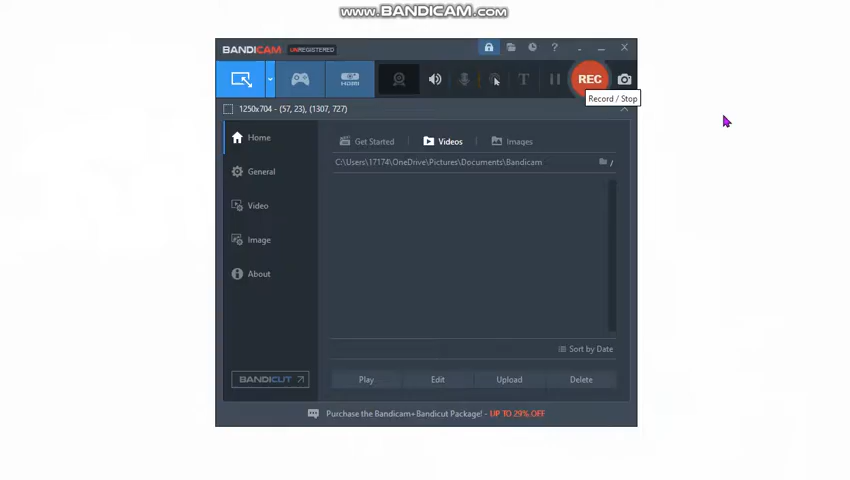 www.BANDICAM.com
BANDICAM UNREGISTERED
HDMI
REC
Record / Stop
1250x704 - (57, 23), (1307, 727)
Home
Get Started
Videos
Images
C:\Users\17174\OneDrive\Pictures\Documents\Bandicam
General
Video
Image
About
Sort by Date
BANDICUT
Play
Edit
Upload
Delete
Purchase the Bandicam+Bandicut Package! - UP TO 29% OFF